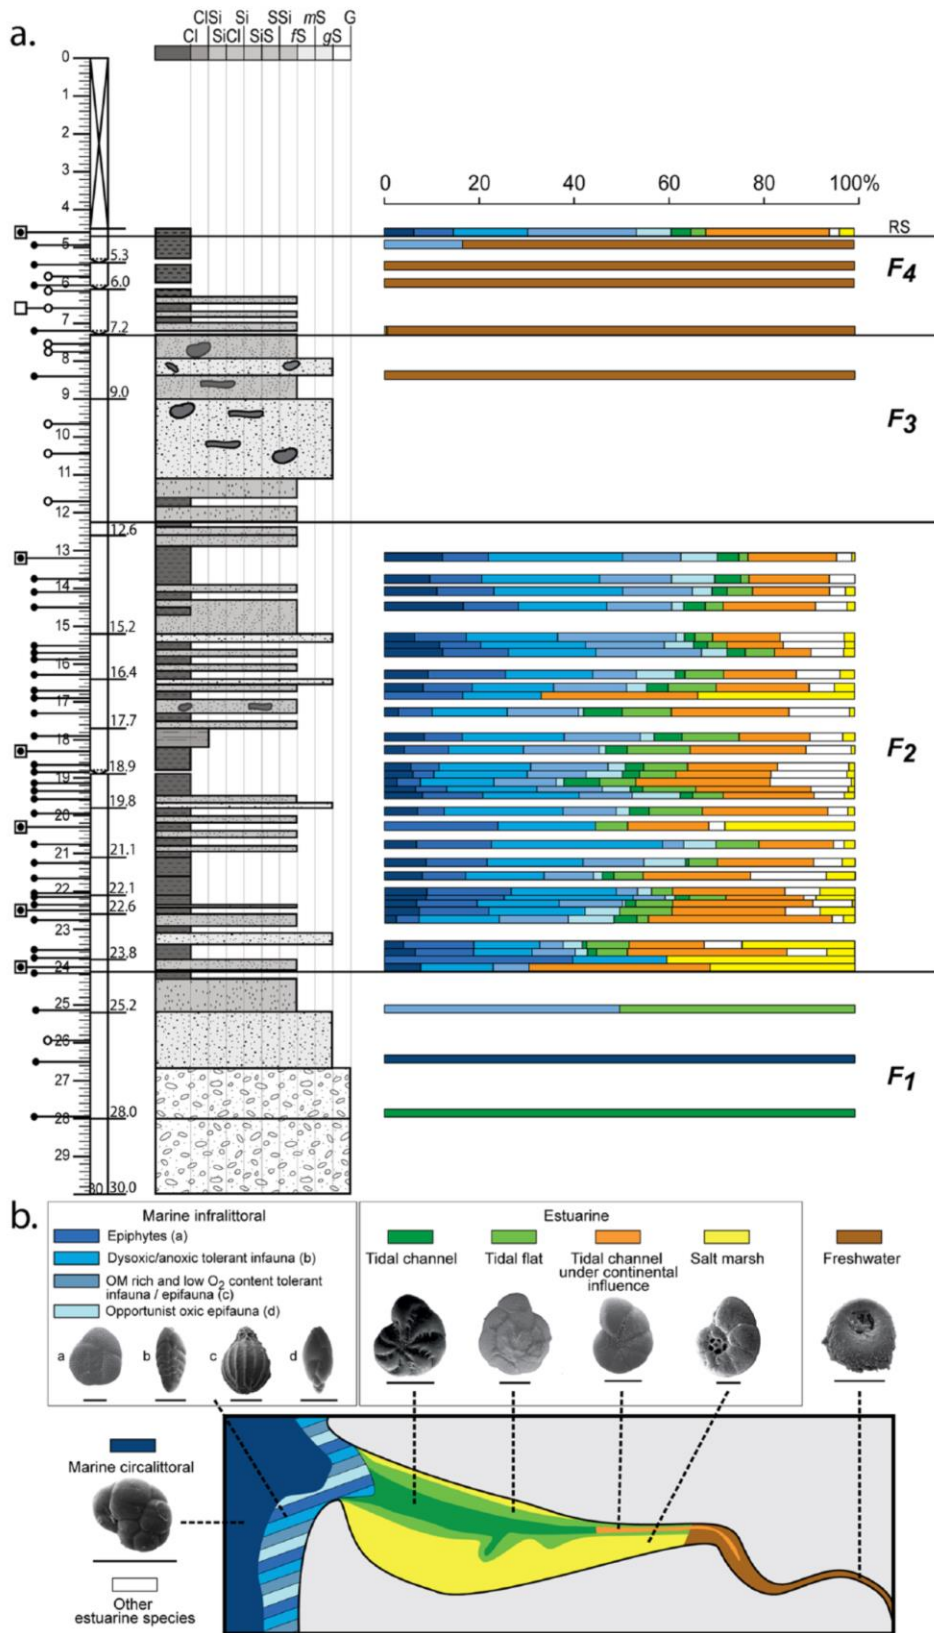 a.
ClSi Si SSi mS G
Cl SiCl SiS fS gS
0
1
2
3
4
5
5.3
6
6.0
7
7.2
8
9
9.0
10
11
12
12.6
13
14
15
15.2
16
16.4
17
17.7
18
18.9
19
19.8
20
21
21.1
22
22.1
22.6
23
23.8
24
25
25.2
26
27
28
28.0
29
30 30.0
0 20 40 60 80 100%
RS
F4
F3
F2
F1
b.
Marine infralittoral
Epiphytes (a)
Dysoxic/anoxic tolerant infauna (b)
OM rich and low O2 content tolerant
infauna / epifauna (c)
Opportunist oxic epifauna (d)
a b c d
Estuarine
Tidal channel
Tidal flat
Tidal channel
under continental
influence
Salt marsh
Freshwater
Marine circalittoral
Other
estuarine species